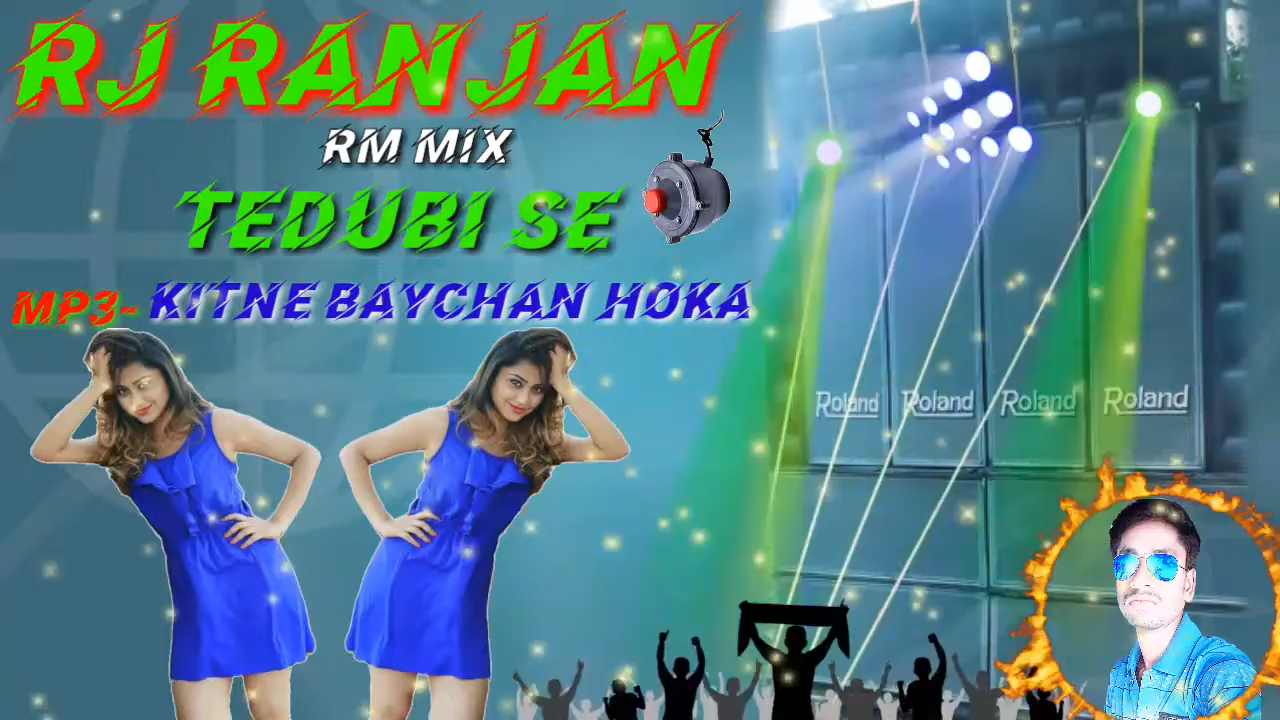 RJ RANJAN
RM MIX
TEDUBI SE
MP3- KITNE BAYCHAN HOKA
Roland Roland Roland Roland